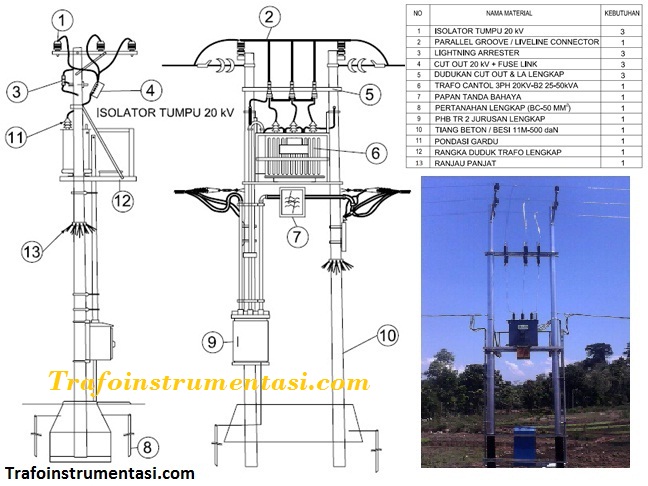 1
2
3
4
5
ISOLATOR TUMPU 20 kV
11
6
12
7
13
9
10
8
Trafoinstrumentasi.com
Trafoinstrumentasi.com
NO NAMA MATERIAL KEBUTUHAN
1 ISOLATOR TUMPU 20 kV 3
2 PARALLEL GROOVE / LIVELINE CONNECTOR 1
3 LIGHTNING ARRESTER 3
4 CUT OUT 20 kV + FUSE LINK 3
5 DUDUKAN CUT OUT & LA LENGKAP 3
6 TRAFO CANTOL 3PH 20KV-B2 25-50kVA 1
7 PAPAN TANDA BAHAYA 1
8 PERTANAHAN LENGKAP (BC-50 MM²) 1
9 PHB TR 2 JURUSAN LENGKAP 1
10 TIANG BETON / BESI 11M-500 daN 1
11 PONDASI GARDU 1
12 RANGKA DUDUK TRAFO LENGKAP 1
13 RANJAU PANJAT 1